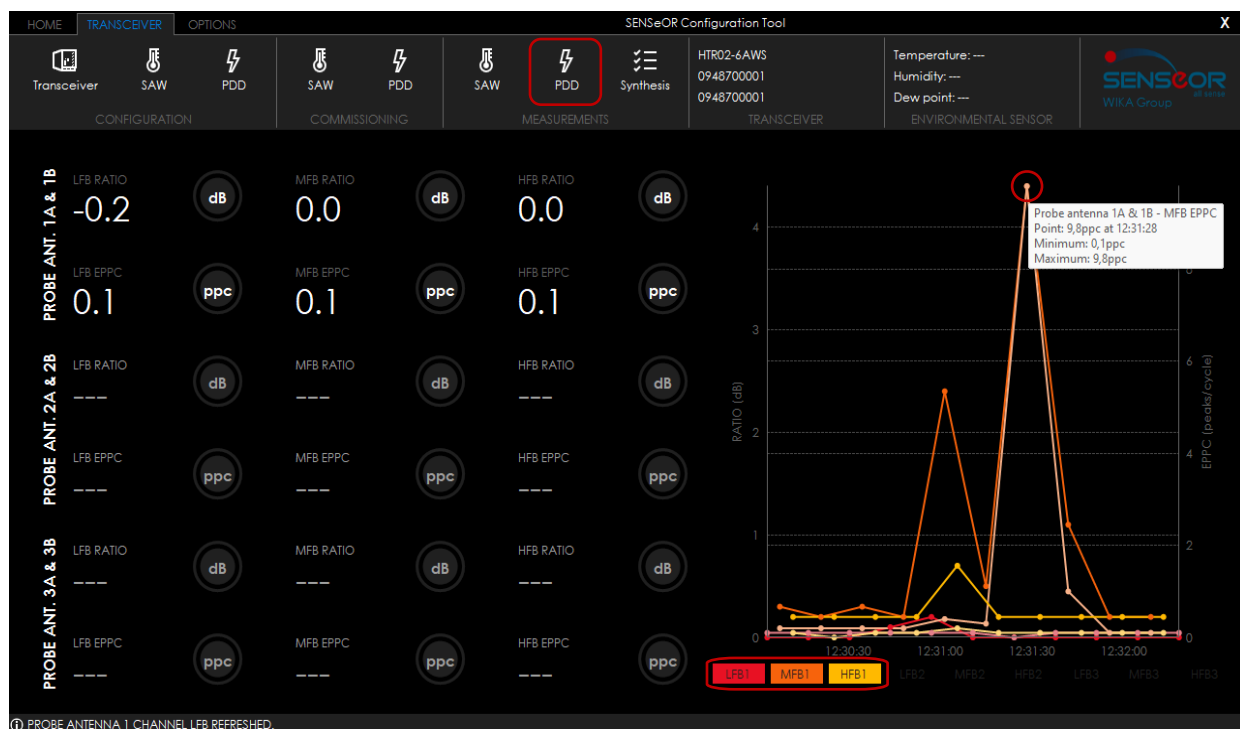 HOME TRANSCEIVER OPTIONS SENSeOR Configuration Tool X
Transceiver SAW PDD SAW PDD SAW PDD Synthesis
CONFIGURATION COMMISSIONING MEASUREMENTS TRANSCEIVER ENVIRONMENTAL SENSOR
HTR02-6AWS
0948700001
0948700001
Temperature: ---
Humidity: ---
Dew point: ---
SENSeOR
all sense
WIKA Group
PROBE ANT. 1A & 1B
LFB RATIO MFB RATIO HFB RATIO
-0.2 dB 0.0 dB 0.0 dB
LFB EPPC MFB EPPC HFB EPPC
0.1 ppc 0.1 ppc 0.1 ppc
PROBE ANT. 2A & 2B
LFB RATIO MFB RATIO HFB RATIO
--- dB --- dB --- dB
LFB EPPC MFB EPPC HFB EPPC
--- ppc --- ppc --- ppc
PROBE ANT. 3A & 3B
LFB RATIO MFB RATIO HFB RATIO
--- dB --- dB --- dB
LFB EPPC MFB EPPC HFB EPPC
--- ppc --- ppc --- ppc
Probe antenna 1A & 1B - MFB EPPC
Point: 9,8ppc at 12:31:28
Minimum: 0,1ppc
Maximum: 9,8ppc
RATIO (dB)
4
3
2
1
0
EPPC (peaks/cycle)
8
6
4
2
0
12:30:30 12:31:00 12:31:30 12:32:00
LFB1 MFB1 HFB1 LFB2 MFB2 HFB2 LFB3 MFB3 HFB3
PROBE ANTENNA 1 CHANNEL LFB REFRESHED.